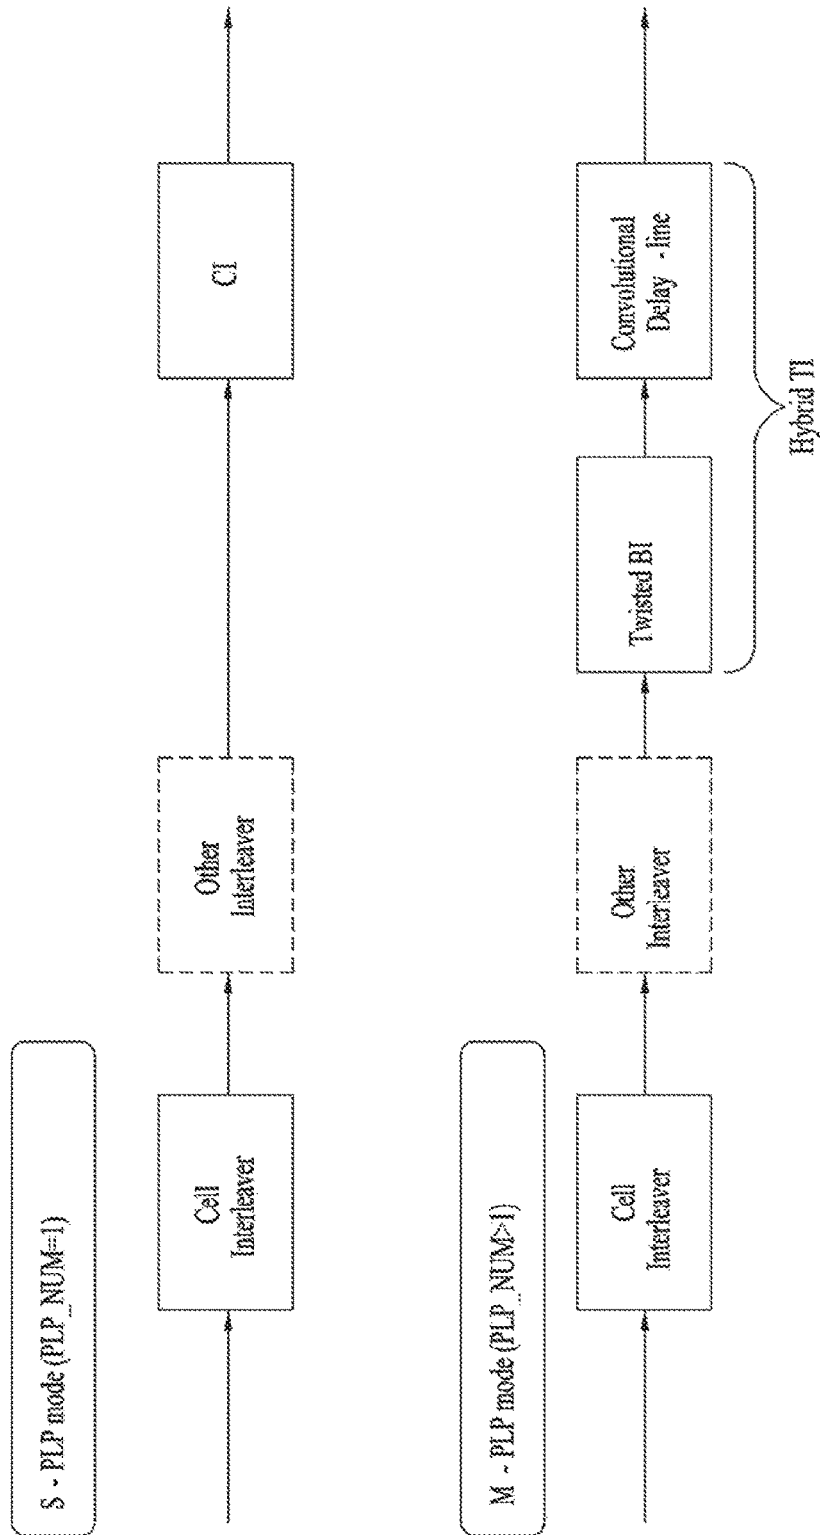 S - PLP mode (PLP_NUM=1)
Cell
Interleaver
Other
Interleaver
CI
M - PLP mode (PLP_NUM>1)
Cell
Interleaver
Other
Interleaver
Twisted BI
Convolutional
Delay - line
Hybrid TI